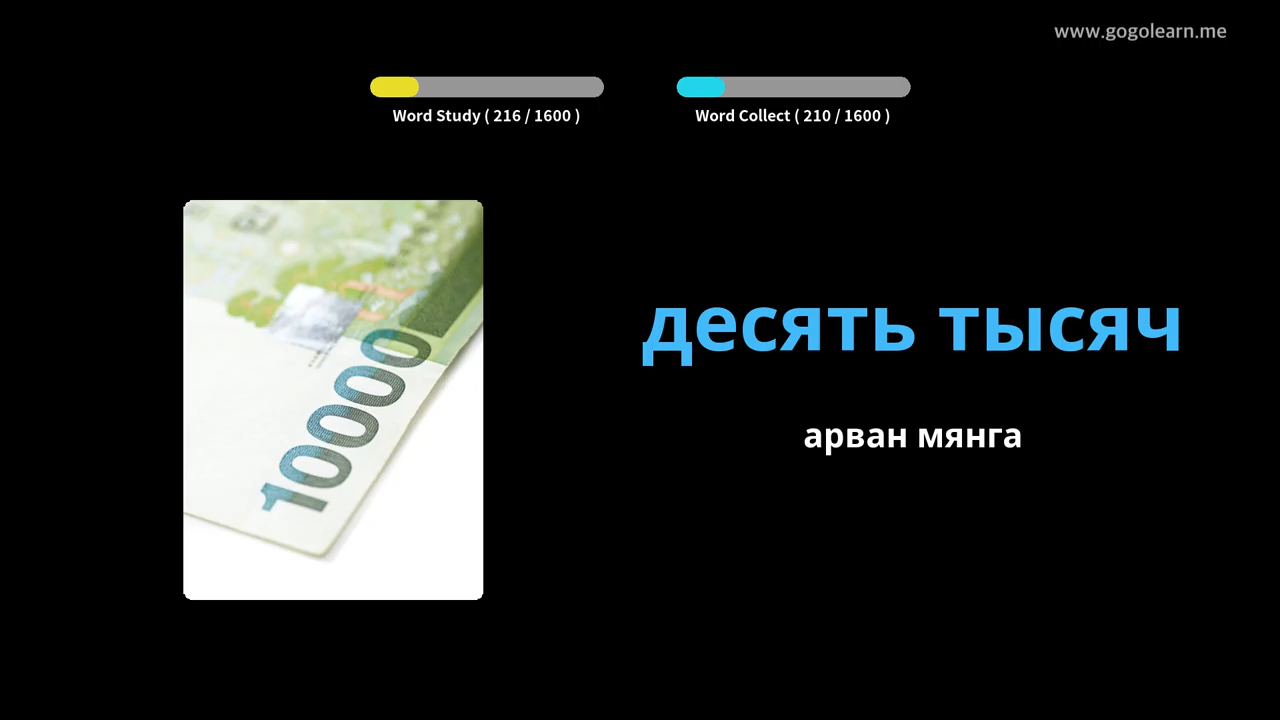 www.gogolearn.me
Word Study ( 216 / 1600 )
Word Collect ( 210 / 1600 )
10000
десять тысяч
арван мянга